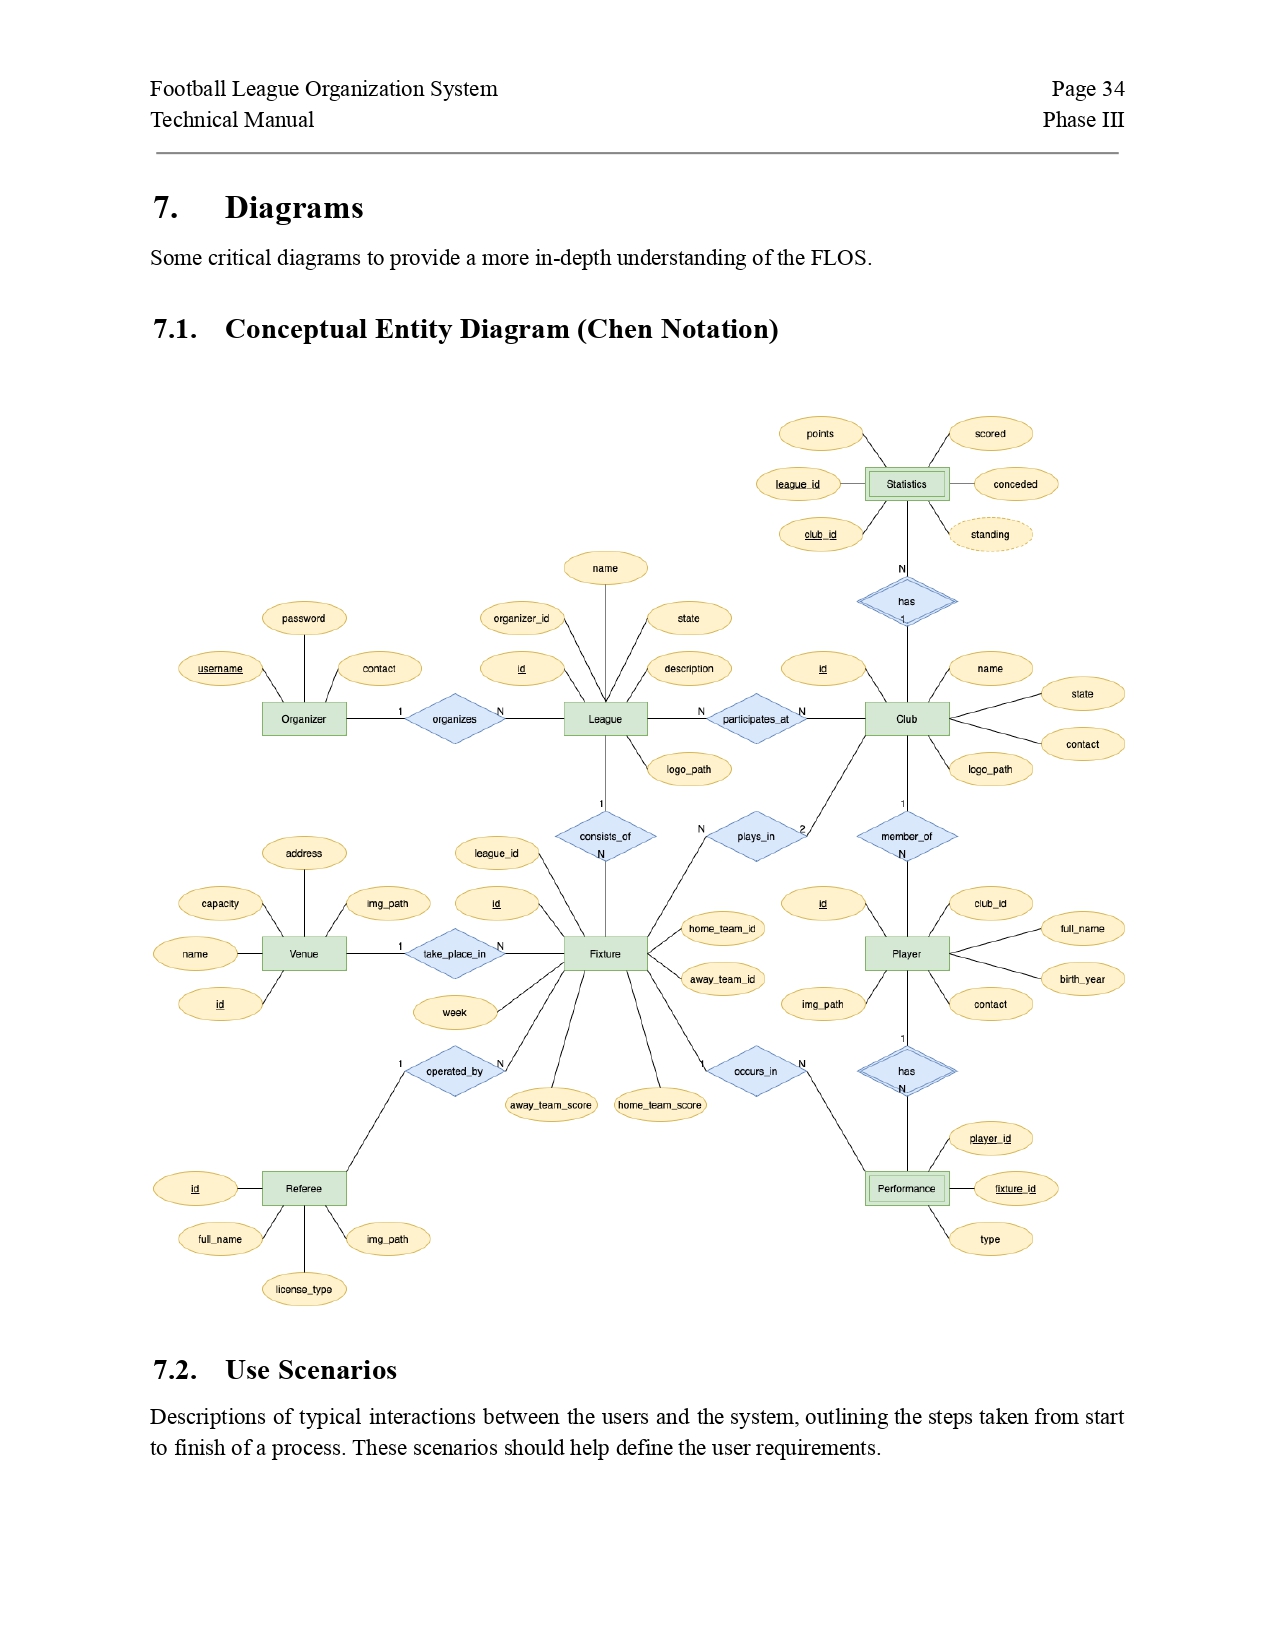 Football League Organization System
Page 34
Technical Manual
Phase III
7. Diagrams
Some critical diagrams to provide a more in-depth understanding of the FLOS.
7.1. Conceptual Entity Diagram (Chen Notation)
points
scored
league_id
Statistics
conceded
club_id
standing
N
has
1
name
password
organizer_id
state
username
contact
id
description
id
name
state
Organizer
1
organizes
N
League
N
participates_at
N
Club
contact
logo_path
logo_path
1
consists_of
N
N
plays_in
2
1
member_of
N
address
league_id
capacity
img_path
id
id
club_id
home_team_id
full_name
name
Venue
1
take_place_in
N
Fixture
Player
away_team_id
birth_year
id
week
img_path
contact
1
operated_by
N
1
occurs_in
N
1
has
N
away_team_score
home_team_score
player_id
id
Referee
Performance
fixture_id
full_name
img_path
type
license_type
7.2. Use Scenarios
Descriptions of typical interactions between the users and the system, outlining the steps taken from start
to finish of a process. These scenarios should help define the user requirements.